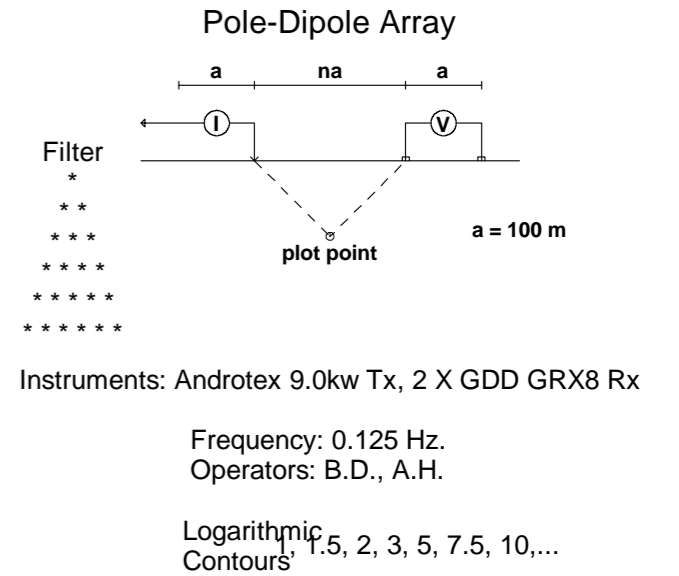 Pole-Dipole Array
a na a
I V
Filter
*
* *
* * *
* * * *
* * * * *
* * * * * *
a = 100 m
plot point
Instruments: Androtex 9.0kw Tx, 2 X GDD GRX8 Rx
Frequency: 0.125 Hz.
Operators: B.D., A.H.
Logarithmic
Contours 1, 1.5, 2, 3, 5, 7.5, 10,...